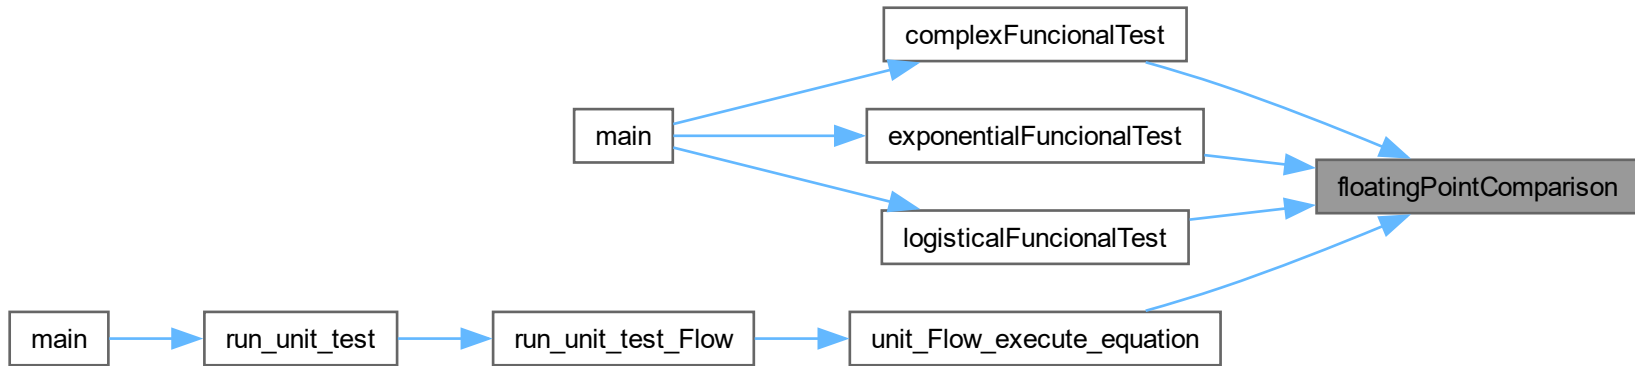 complexFuncionalTest
main
exponentialFuncionalTest
floatingPointComparison
logisticalFuncionalTest
main
run_unit_test
run_unit_test_Flow
unit_Flow_execute_equation